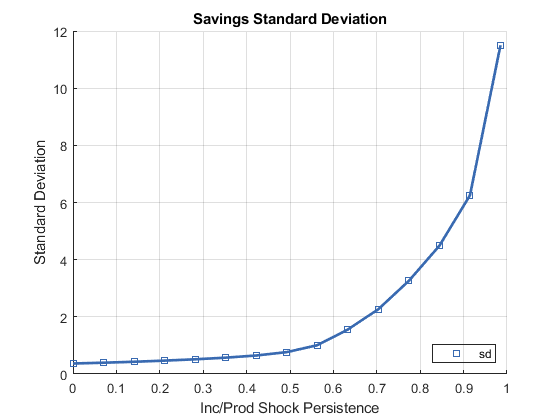 Savings Standard Deviation
12
10
8
6
4
2
0
Standard Deviation
0 0.1 0.2 0.3 0.4 0.5 0.6 0.7 0.8 0.9 1
Inc/Prod Shock Persistence
sd